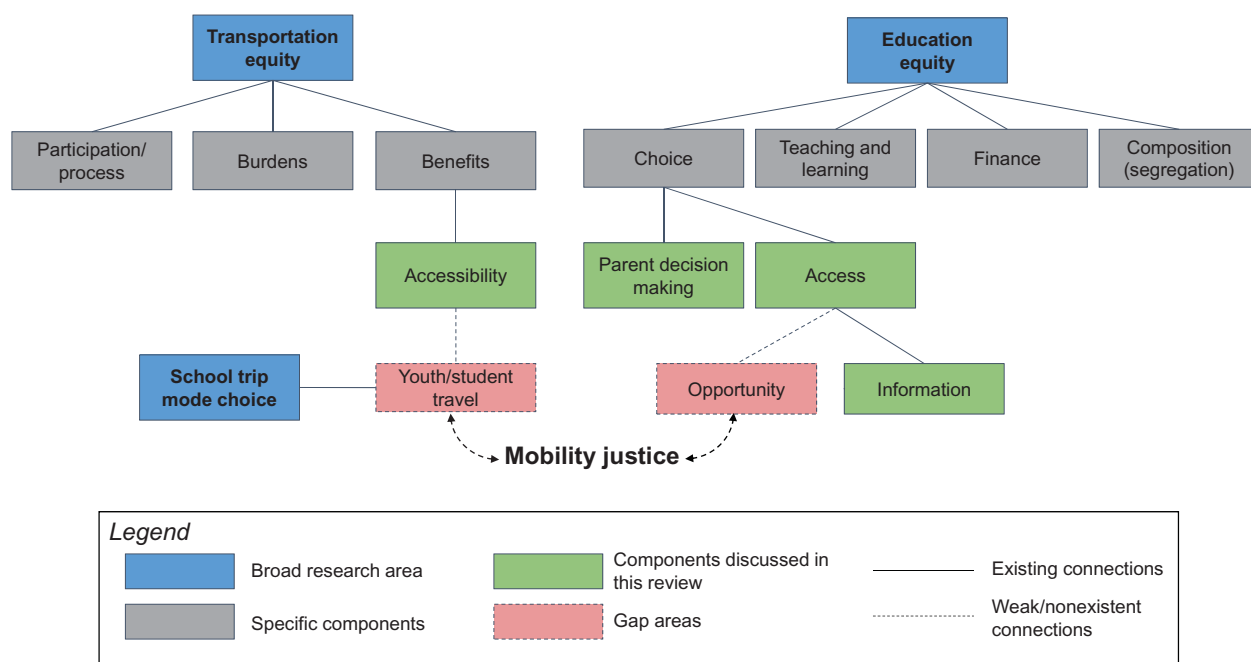 Transportation
equity
Education
equity
Participation/
process
Burdens
Benefits
Choice
Teaching and
learning
Finance
Composition
(segregation)
Accessibility
Parent decision
making
Access
School trip
mode choice
Youth/student
travel
Opportunity
Information
Mobility justice
Legend
Broad research area
Components discussed in
this review
Existing connections
Specific components
Gap areas
Weak/nonexistent
connections